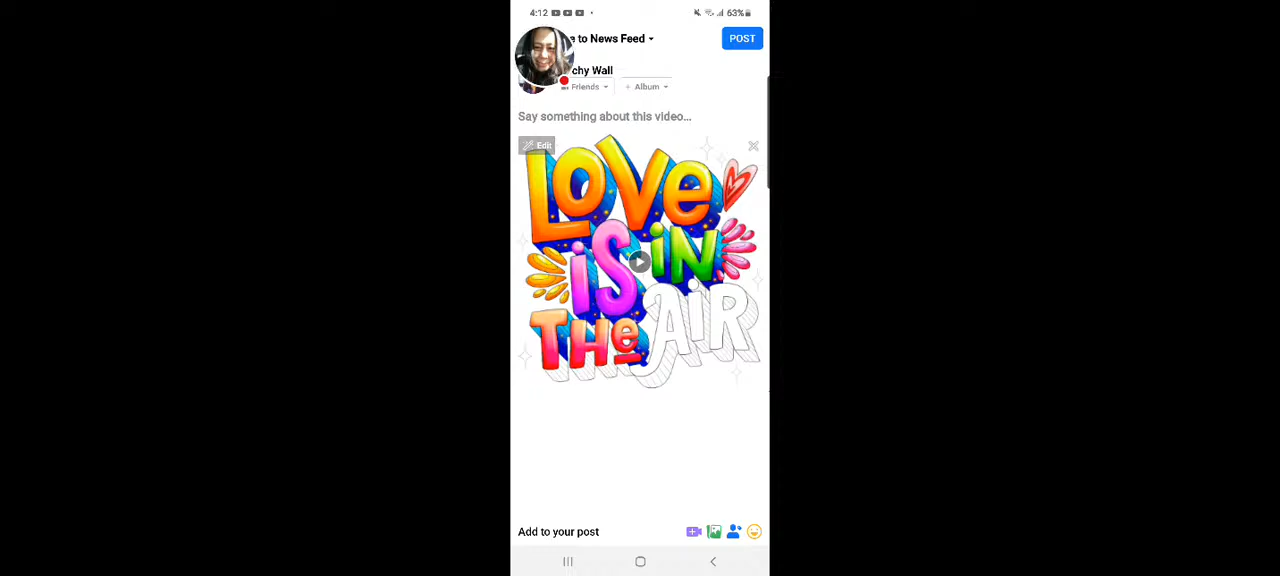 4:12
63%
e to News Feed
POST
chy Wall
Friends
+ Album
Say something about this video...
Edit
LOVE
iS iN
THe AiR
Add to your post